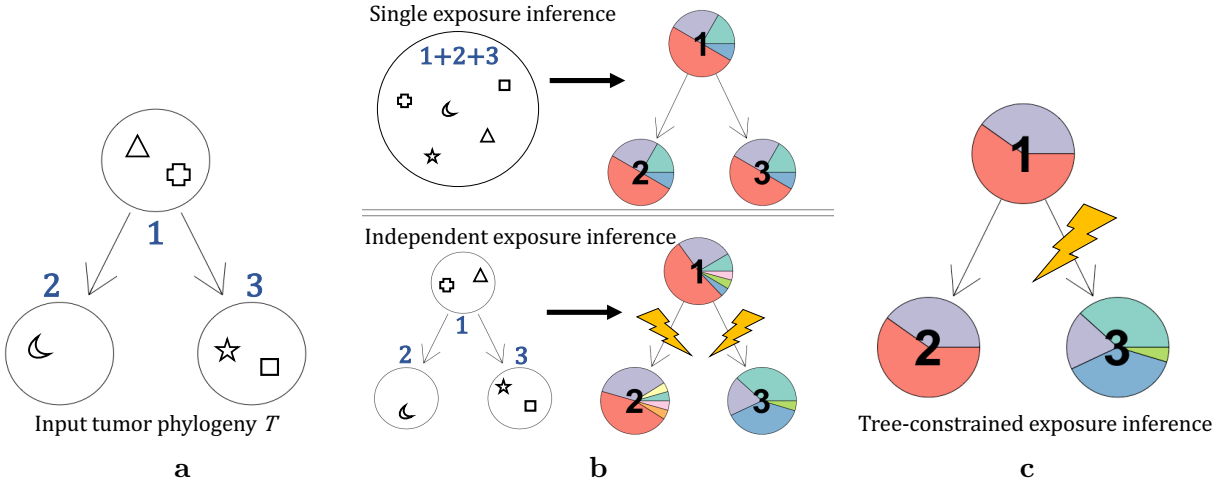 1
2
3
Input tumor phylogeny T
a
Single exposure inference
1+2+3
1
2
3
Independent exposure inference
1
2
3
1
2
3
b
1
2
3
Tree-constrained exposure inference
c